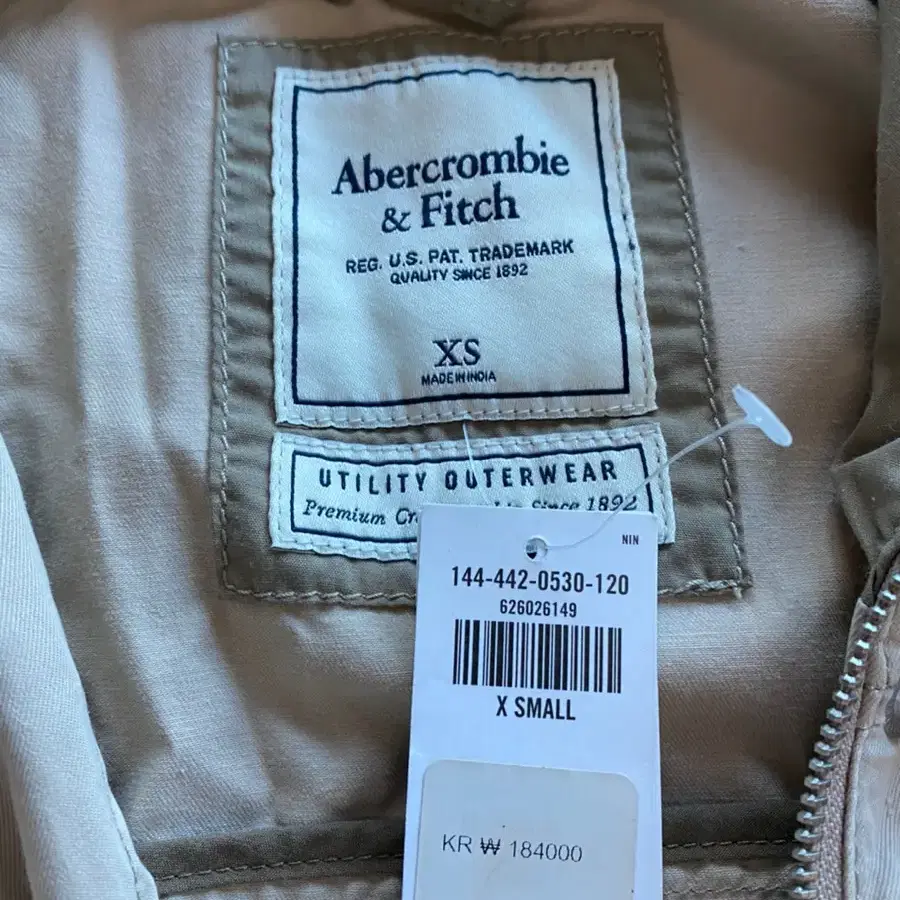 Abercrombie
& Fitch
REG. U.S. PAT. TRADEMARK
QUALITY SINCE 1892
XS
MADE IN INDIA
UTILITY OUTERWEAR
Premium Since 1892
NIN
144-442-0530-120
626026149
X SMALL
KR ₩ 184000